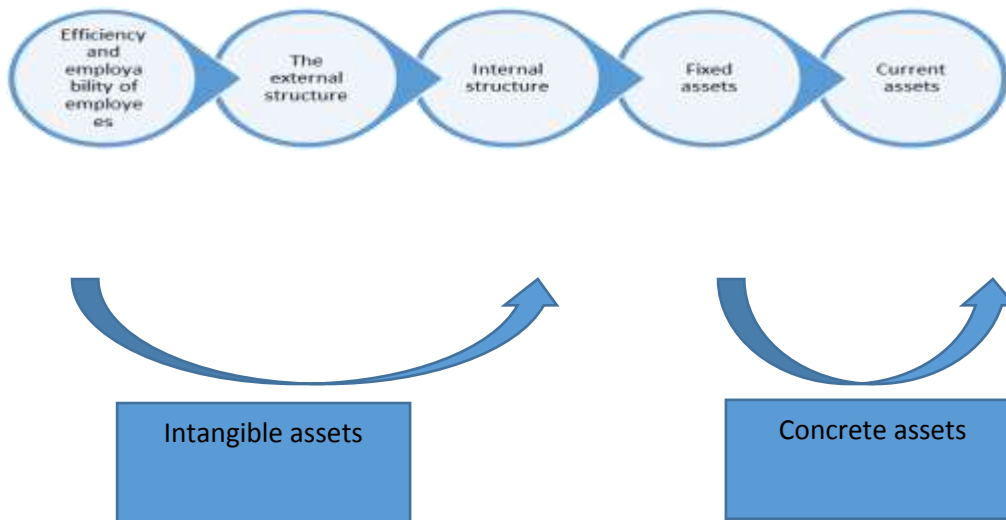 Efficiency
and
employa
bility of
employe
es
The
external
structure
Internal
structure
Fixed
assets
Current
assets
Intangible assets
Concrete assets